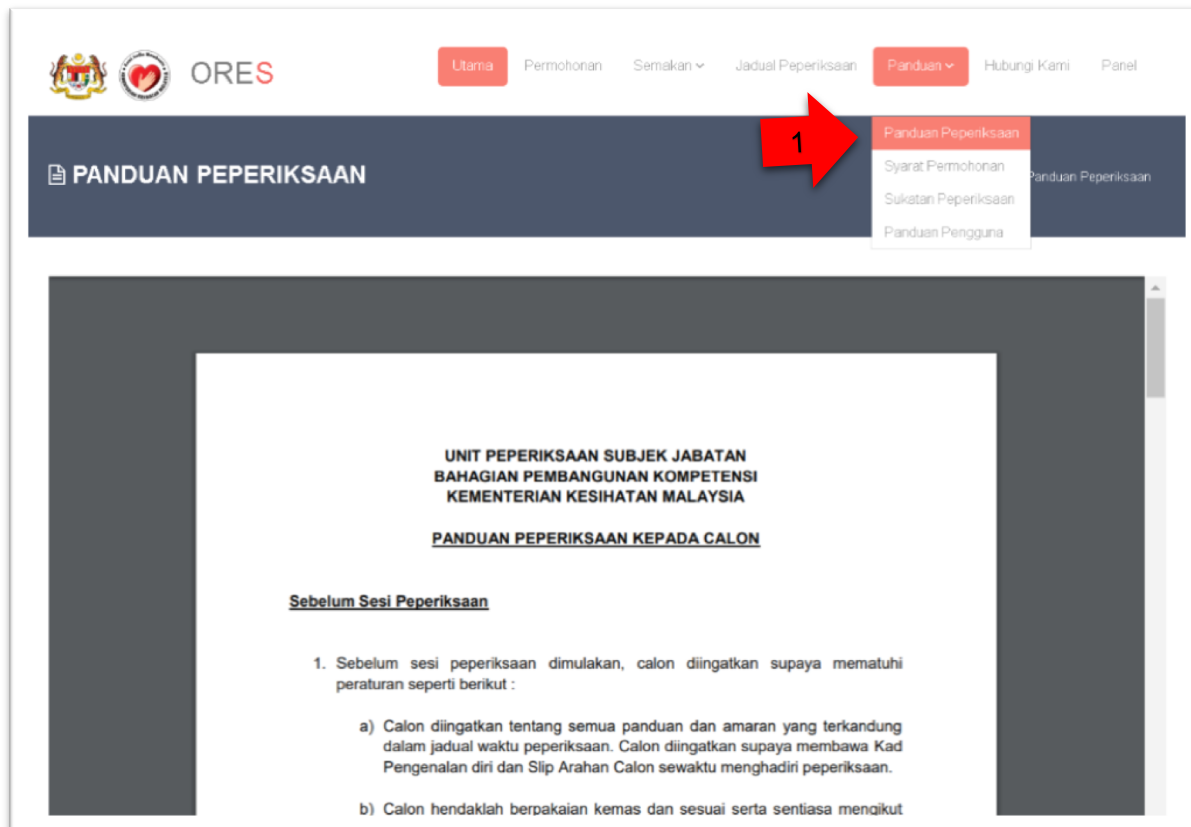 ORES
Utama Permohonan Semakan Jadual Peperiksaan Panduan Hubungi Kami Panel
1
Panduan Peperiksaan
Syarat Permohonan
Sukatan Peperiksaan
Panduan Pengguna
PANDUAN PEPERIKSAAN
Panduan Peperiksaan
UNIT PEPERIKSAAN SUBJEK JABATAN
BAHAGIAN PEMBANGUNAN KOMPETENSI
KEMENTERIAN KESIHATAN MALAYSIA
PANDUAN PEPERIKSAAN KEPADA CALON
Sebelum Sesi Peperiksaan
1. Sebelum sesi peperiksaan dimulakan, calon diingatkan supaya mematuhi
peraturan seperti berikut :
a) Calon diingatkan tentang semua panduan dan amaran yang terkandung
dalam jadual waktu peperiksaan. Calon diingatkan supaya membawa Kad
Pengenalan diri dan Slip Arahan Calon sewaktu menghadiri peperiksaan.
b) Calon hendaklah berpakaian kemas dan sesuai serta sentiasa mengikut